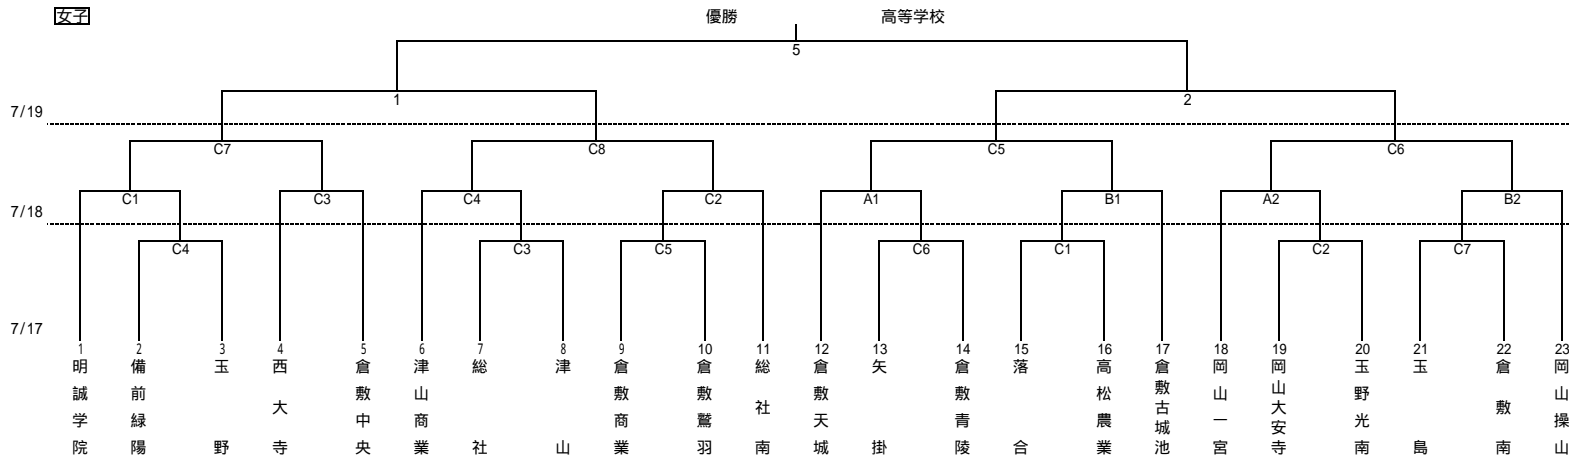 女子
優勝 高等学校
5
1 2
7/19
C7 C8 C5 C6
C1 C3 C4 C2 A1 B1 A2 B2
7/18
C4 C3 C5 C6 C1 C2 C7
7/17
1 2 3 4 5 6 7 8 9 10 11 12 13 14 15 16 17 18 19 20 21 22 23
明誠学院
備前緑陽
玉野
西大寺
倉敷中央
津山商業
総社
津山
倉敷商業
倉敷鷲羽
総社南
倉敷天城
矢掛
倉敷青陵
落合
高松農業
倉敷古城池
岡山一宮
岡山大安寺
玉野光南
玉島
倉敷南
岡山操山